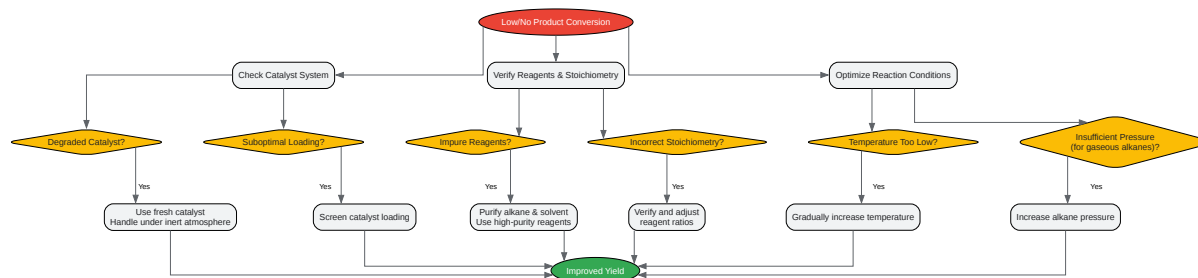 Low/No Product Conversion
Check Catalyst System
Verify Reagents & Stoichiometry
Optimize Reaction Conditions
Degraded Catalyst?
Suboptimal Loading?
Impure Reagents?
Incorrect Stoichiometry?
Temperature Too Low?
Insufficient Pressure
(for gaseous alkanes)?
Yes
Yes
Yes
Yes
Yes
Yes
Use fresh catalyst
Handle under inert atmosphere
Screen catalyst loading
Purify alkane & solvent
Use high-purity reagents
Verify and adjust
reagent ratios
Gradually increase temperature
Increase alkane pressure
Improved Yield